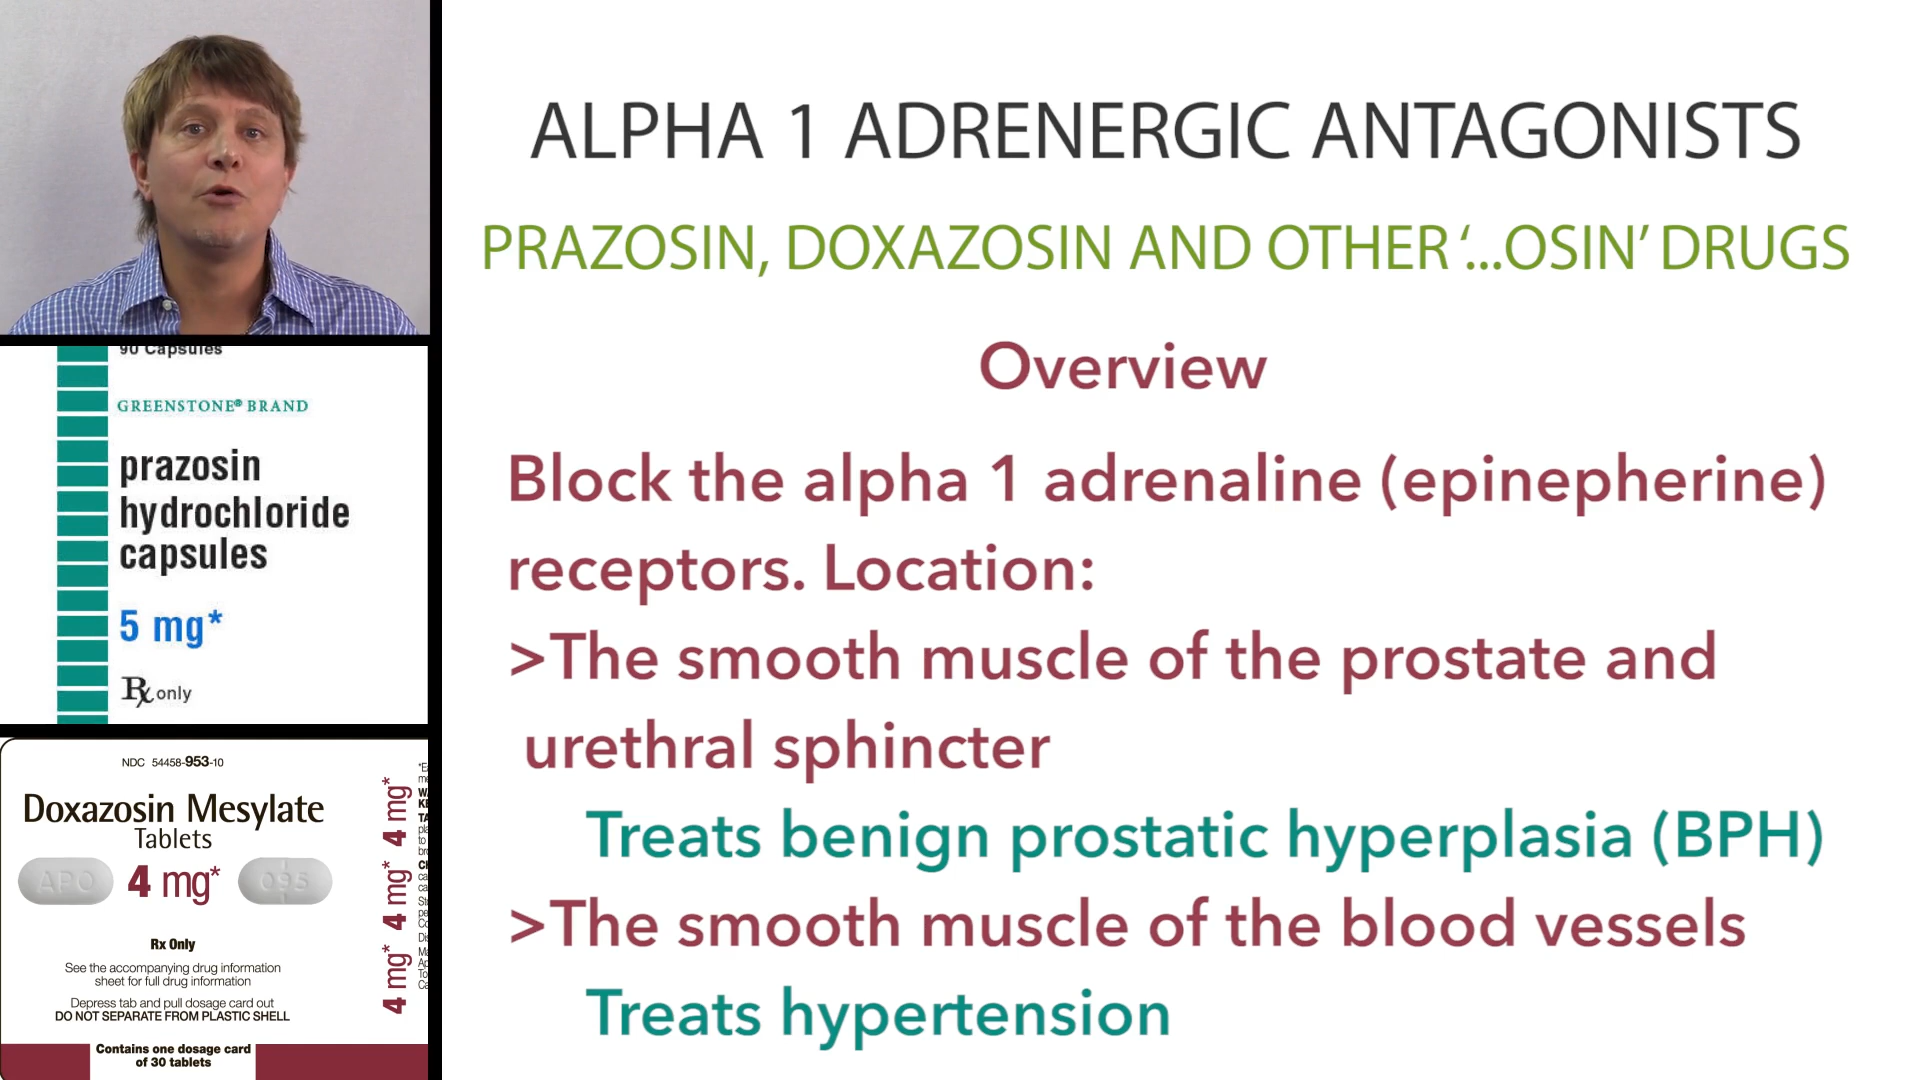 ALPHA 1 ADRENERGIC ANTAGONISTS
PRAZOSIN, DOXAZOSIN AND OTHER ‘...OSIN’ DRUGS
Overview
Block the alpha 1 adrenaline (epinepherine)
receptors. Location:
>The smooth muscle of the prostate and
urethral sphincter
Treats benign prostatic hyperplasia (BPH)
>The smooth muscle of the blood vessels
Treats hypertension
90 Capsules
GREENSTONE® BRAND
prazosin
hydrochloride
capsules
5 mg*
Rx only
NDC 54458-953-10
Doxazosin Mesylate
Tablets
APO 4 mg* 095
Rx Only
See the accompanying drug information
sheet for full drug information
Depress tab and pull dosage card out
DO NOT SEPARATE FROM PLASTIC SHELL
Contains one dosage card
of 30 tablets
4 mg* 4 mg* 4 mg*